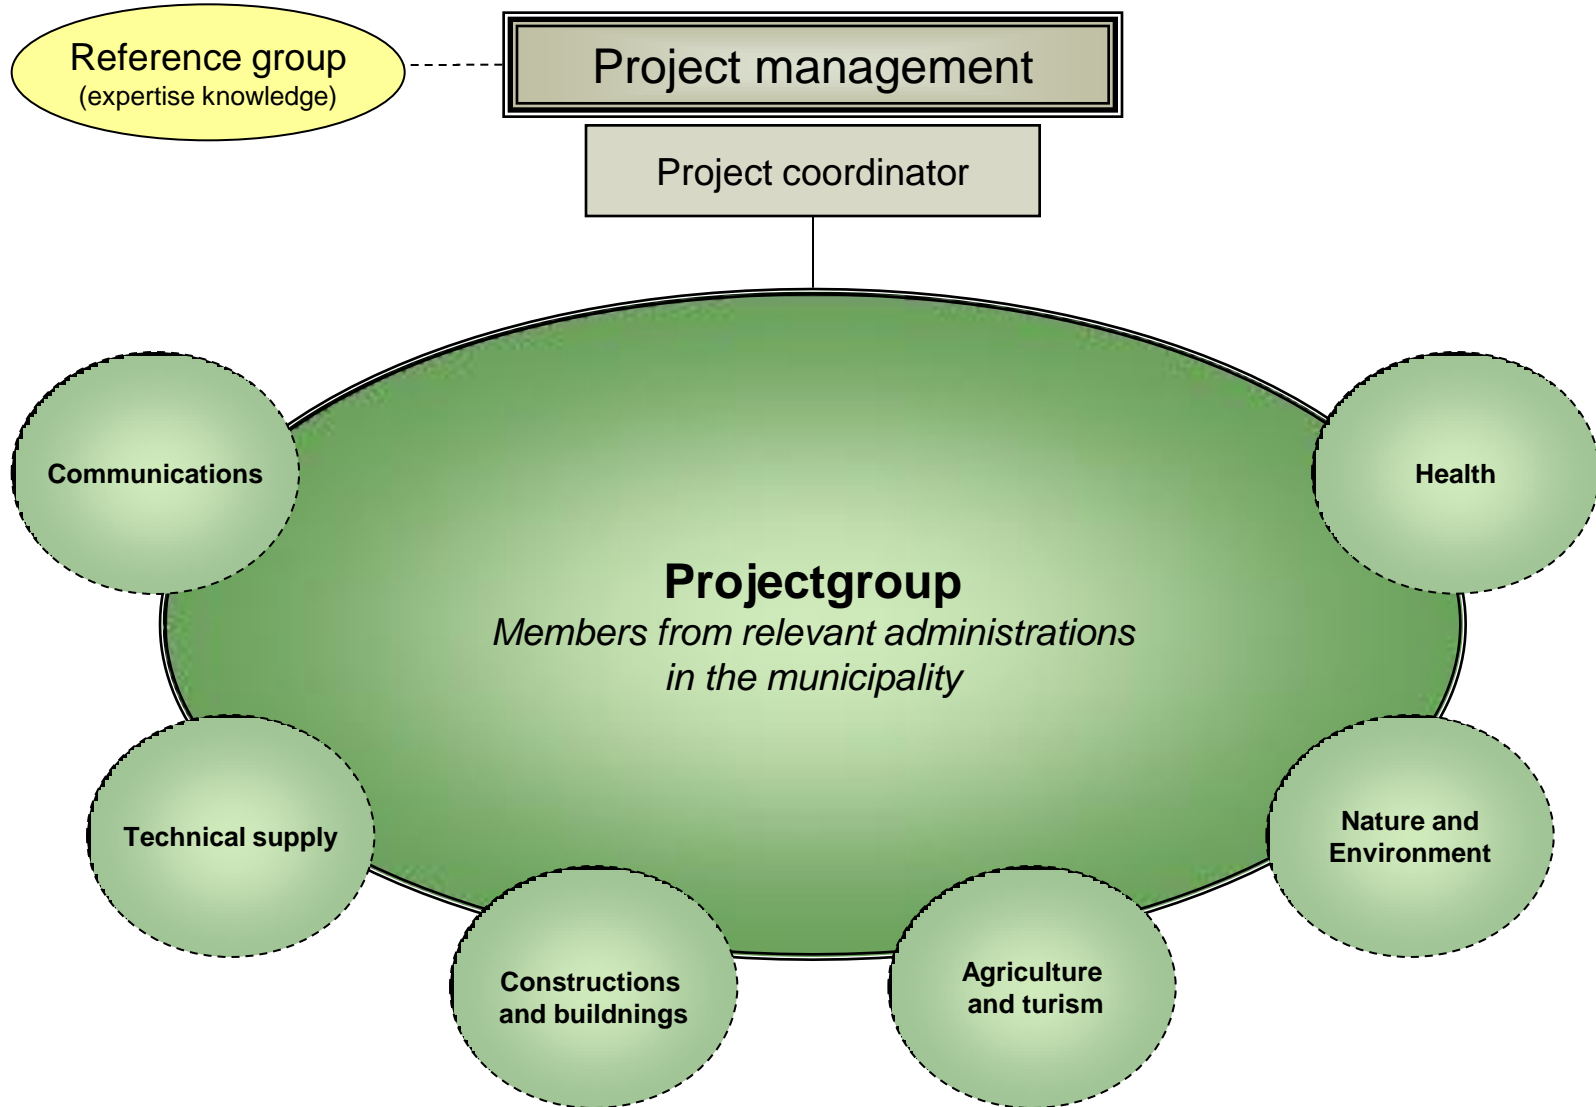 Reference group
(expertise knowledge)
Project management
Project coordinator
Communications
Health
Projectgroup
Members from relevant administrations
in the municipality
Technical supply
Nature and
Environment
Constructions
and buildnings
Agriculture
and turism